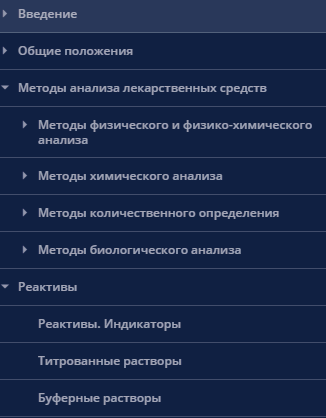 Введение
Общие положения
Методы анализа лекарственных средств
Методы физического и физико-химического
анализа
Методы химического анализа
Методы количественного определения
Методы биологического анализа
Реактивы
Реактивы. Индикаторы
Титрованные растворы
Буферные растворы